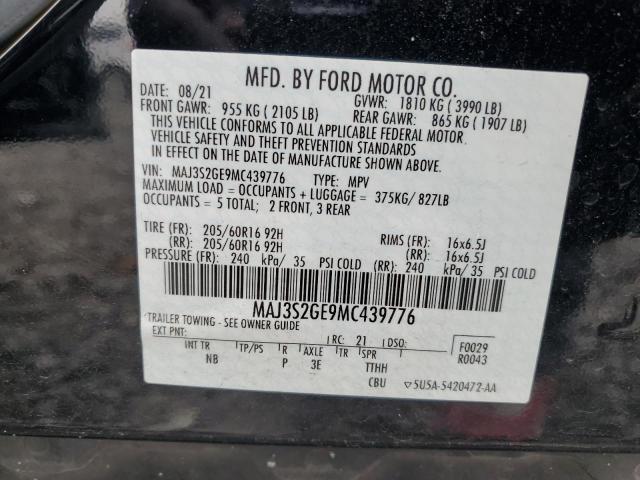 MFD. BY FORD MOTOR CO.
DATE: 08/21 GVWR: 1810 KG ( 3990 LB)
FRONT GAWR: 955 KG ( 2105 LB) REAR GAWR: 865 KG ( 1907 LB)
THIS VEHICLE CONFORMS TO ALL APPLICABLE FEDERAL MOTOR
VEHICLE SAFETY AND THEFT PREVENTION STANDARDS
IN EFFECT ON THE DATE OF MANUFACTURE SHOWN ABOVE.
VIN: MAJ3S2GE9MC439776 TYPE: MPV
MAXIMUM LOAD = OCCUPANTS + LUGGAGE = 375KG/ 827LB
OCCUPANTS = 5 TOTAL; 2 FRONT, 3 REAR
TIRE (FR): 205/60R16 92H RIMS (FR): 16x6.5J
(RR): 205/60R16 92H (RR): 16x6.5J
PRESSURE (FR): 240 kPa/ 35 PSI COLD (RR): 240 kPa/ 35 PSI COLD
MAJ3S2GE9MC439776
TRAILER TOWING - SEE OWNER GUIDE
EXT PNT: RC: 21 DSO: F0029
R0043
INT TR TP/PS R AXLE TR SPR
NB P 3E TTHH
CBU ▽5U5A-5420472-AA